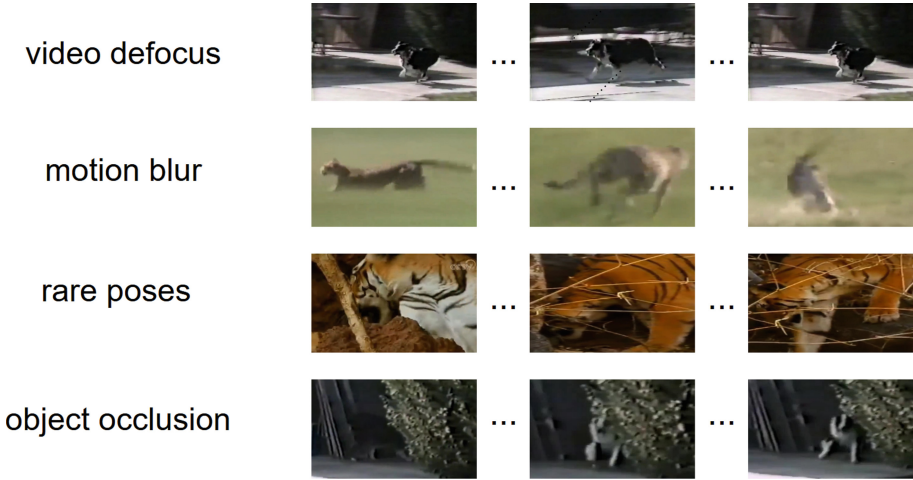 video defocus ... ...
motion blur ... ...
rare poses ... ...
object occlusion ... ...